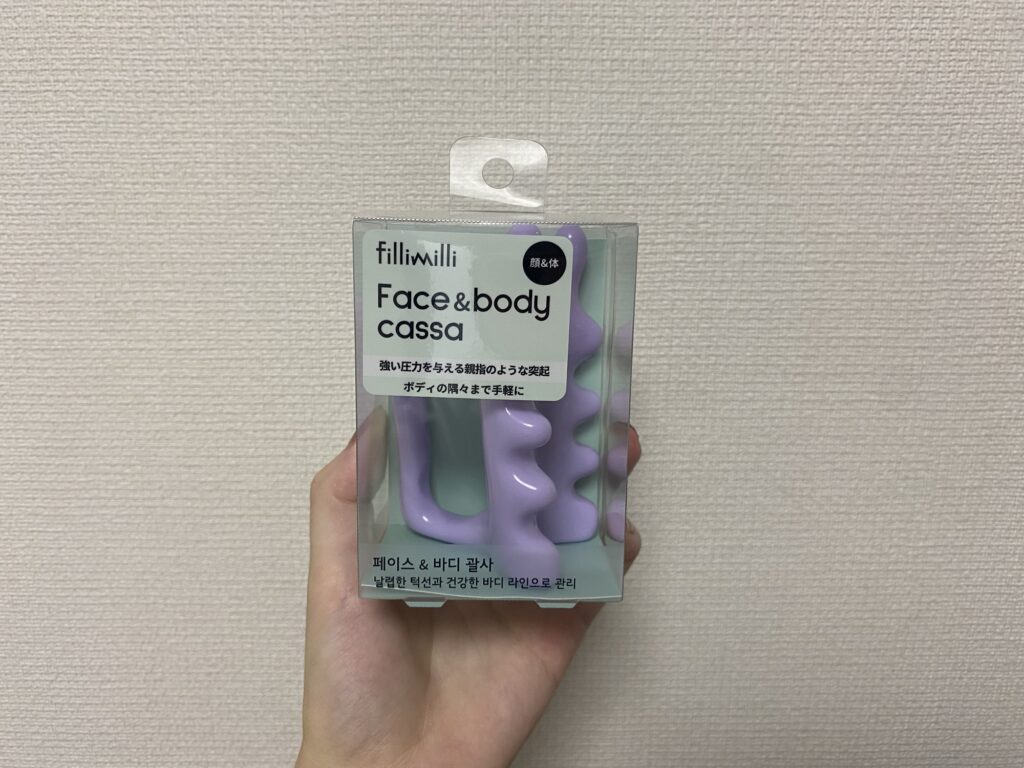 fillimilli
顔&体
Face & body
cassa
強い圧力を与える親指のような突起
ボディの隅々まで手軽に
페이스 & 바디 괄사
날렵한 턱선과 건강한 바디 라인으로 관리